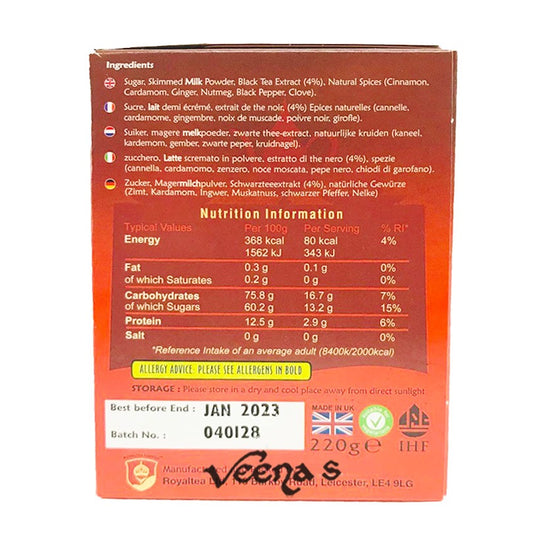 Ingredients
Sugar, Skimmed Milk Powder, Black Tea Extract (4%), Natural Spices (Cinnamon,
Cardamom, Ginger, Nutmeg, Black Pepper, Clove).
Sucre, lait demi écrémé, extrait de the noir, (4%) Epices naturelles (cannelle,
cardamome, gingembre, noix de muscade, poivre noir, girofle).
Suiker, magere melkpoeder, zwarte thee-extract, natuurlijke kruiden (kaneel,
kardemom, gember, zwarte peper, kruidnagel).
zucchero, Latte scremato in polvere, estratto di the nero (4%), spezie
(cannella, cardamomo, zenzero, noce moscata, pepe nero, chiodi di garofano).
Zucker, Magermilchpulver, Schwarzteeextrakt (4%), natürliche Gewürze
(Zimt, Kardamom, Ingwer, Muskatnuss, schwarzer Pfeffer, Nelke)
Nutrition Information
Typical Values Per 100g Per Serving % RI*
Energy 368 kcal 80 kcal 4%
1562 kJ 343 kJ
Fat 0.3 g 0.1 g 0%
of which Saturates 0.2 g 0 g 0%
Carbohydrates 75.8 g 16.7 g 7%
of which Sugars 60.2 g 13.2 g 15%
Protein 12.5 g 2.9 g 6%
Salt 0 g 0 g 0%
*Reference Intake of an average adult (8400k/2000kcal)
ALLERGY ADVICE: PLEASE SEE ALLERGENS IN BOLD
STORAGE : Please store in a dry and cool place away from direct sunlight.
Best before End : JAN 2023
Batch No. : 040128
MADE IN UK
220g e
IHF
Veena s
Manufactured
Royaltea Barkby Road, Leicester, LE4 9LG